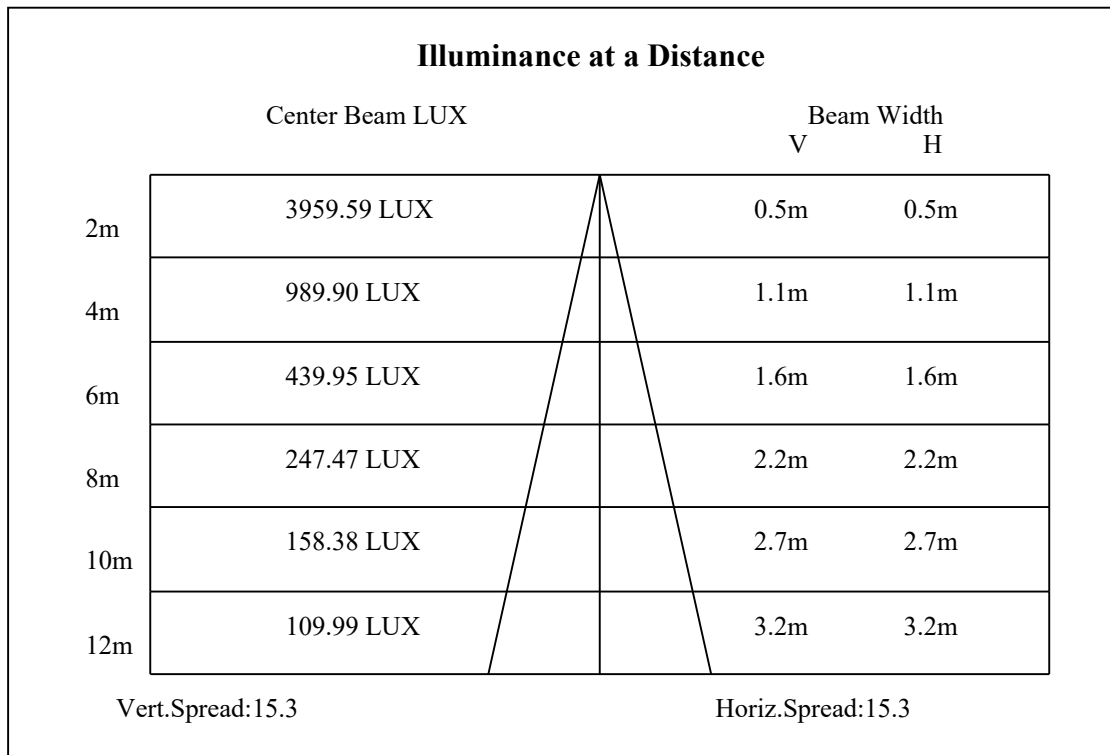 Illuminance at a Distance
Center Beam LUX Beam Width
V H
2m 3959.59 LUX 0.5m 0.5m
4m 989.90 LUX 1.1m 1.1m
6m 439.95 LUX 1.6m 1.6m
8m 247.47 LUX 2.2m 2.2m
10m 158.38 LUX 2.7m 2.7m
12m 109.99 LUX 3.2m 3.2m
Vert.Spread:15.3 Horiz.Spread:15.3